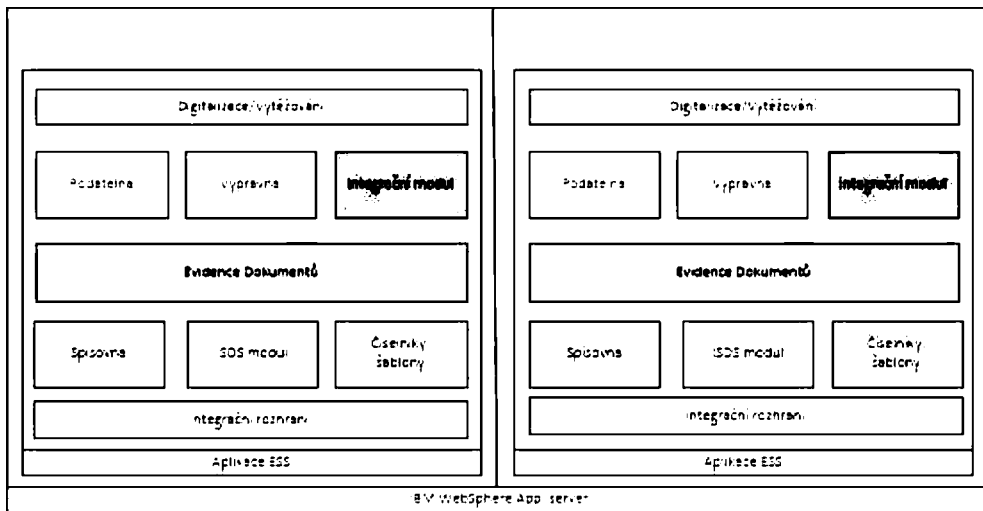 Digitalizace/Vytěžování
Podatelna
Výpravna
Integrační modul
Evidence Dokumentů
Spisovna
ISDS modul
Číselníky
šablony
Integrační rozhraní
Aplikace ESS
Digitalizace/Vytěžování
Podatelna
Výpravna
Integrační modul
Evidence Dokumentů
Spisovna
ISDS modul
Číselníky
šablony
Integrační rozhraní
Aplikace ESS
IBM WebSphere App. server